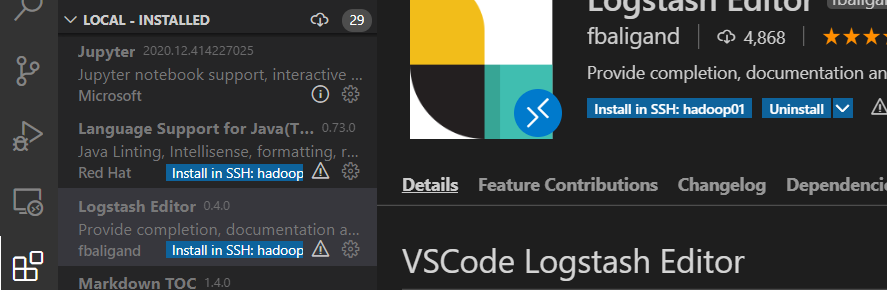 LOCAL - INSTALLED
29
Jupyter 2020.12.414227025
Jupyter notebook support, interactive ...
Microsoft
Language Support for Java(T... 0.73.0
Java Linting, Intellisense, formatting, r...
Red Hat Install in SSH: hadoop
Logstash Editor 0.4.0
Provide completion, documentation a...
fbaligand Install in SSH: hadoop
Markdown TOC 1.4.0
Logstash Editor fbaligand
fbaligand 4,868
Provide completion, documentation an
Install in SSH: hadoop01 Uninstall
Details Feature Contributions Changelog Dependencie
VSCode Logstash Editor